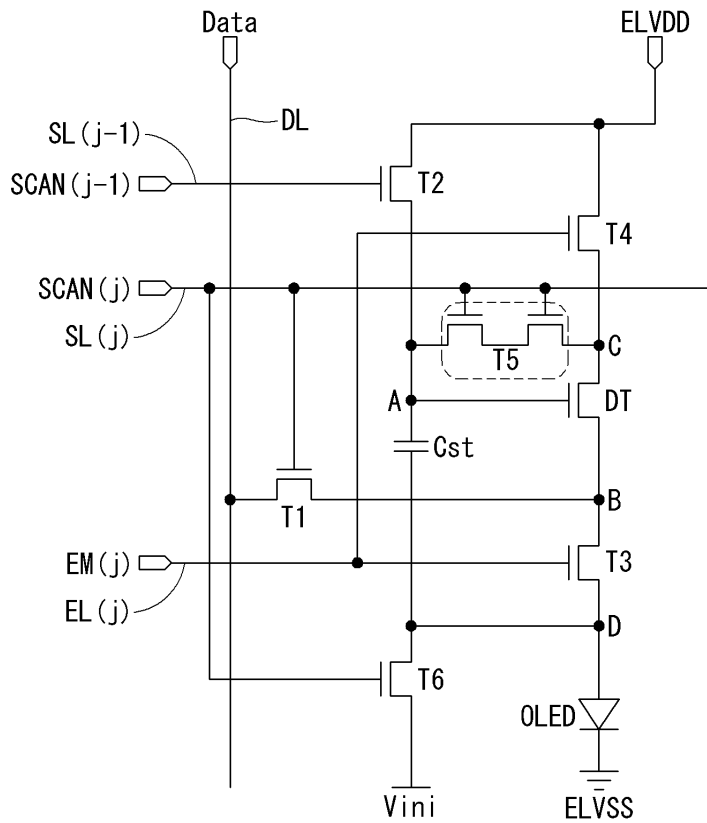 Data
ELVDD
DL
SL(j-1)
SCAN(j-1)
T2
T4
SCAN(j)
SL(j)
T5
C
A
DT
Cst
T1
B
EM(j)
T3
EL(j)
D
T6
OLED
Vini
ELVSS